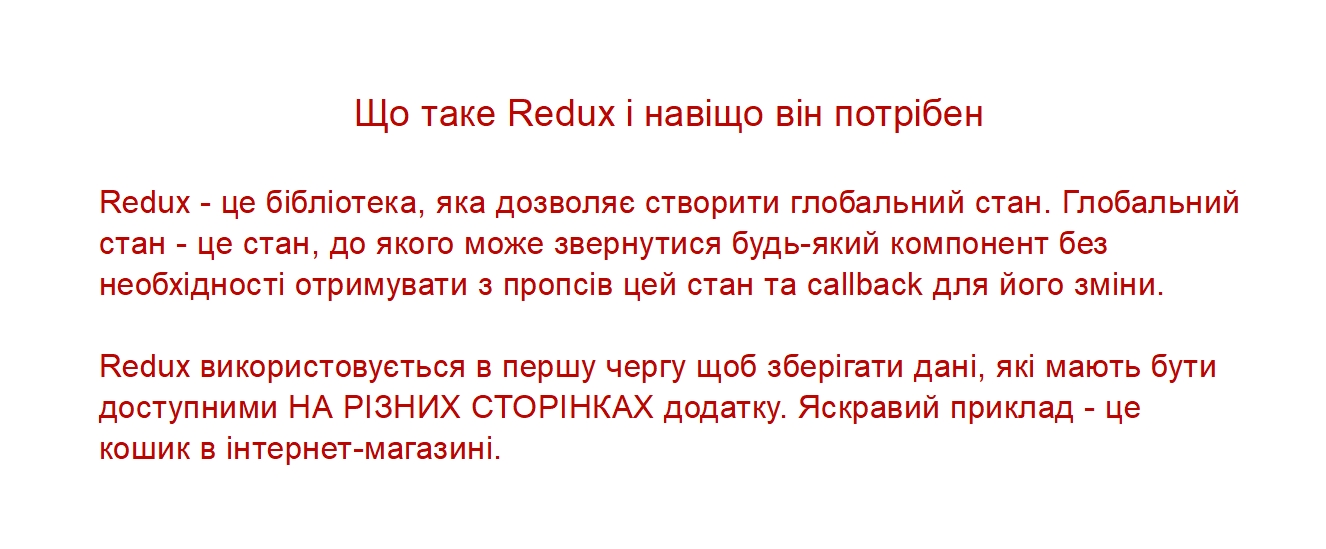 Що таке Redux і навіщо він потрібен
Redux - це бібліотека, яка дозволяє створити глобальний стан. Глобальний
стан - це стан, до якого може звернутися будь-який компонент без
необхідності отримувати з пропсів цей стан та callback для його зміни.
Redux використовується в першу чергу щоб зберігати дані, які мають бути
доступними НА РІЗНИХ СТОРІНКАХ додатку. Яскравий приклад - це
кошик в інтернет-магазині.